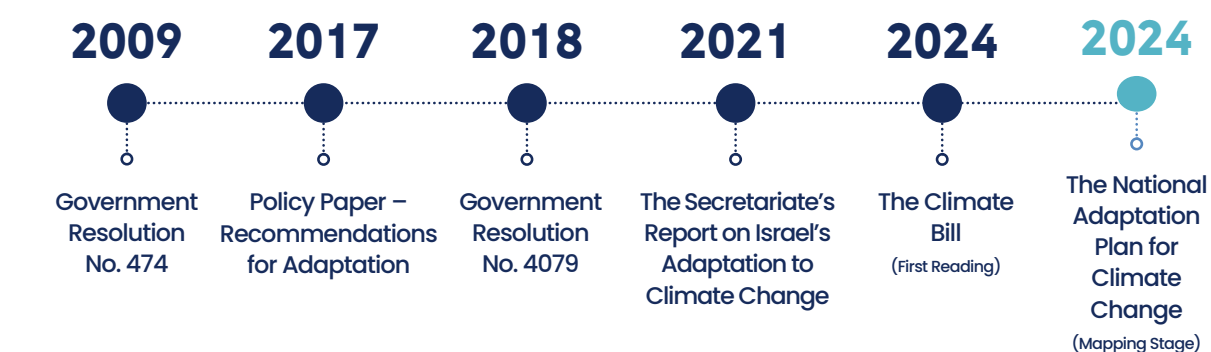 2009
Government
Resolution
No. 474
2017
Policy Paper –
Recommendations
for Adaptation
2018
Government
Resolution
No. 4079
2021
The Secretariate's
Report on Israel's
Adaptation to
Climate Change
2024
The Climate
Bill
(First Reading)
2024
The National
Adaptation
Plan for
Climate
Change
(Mapping Stage)